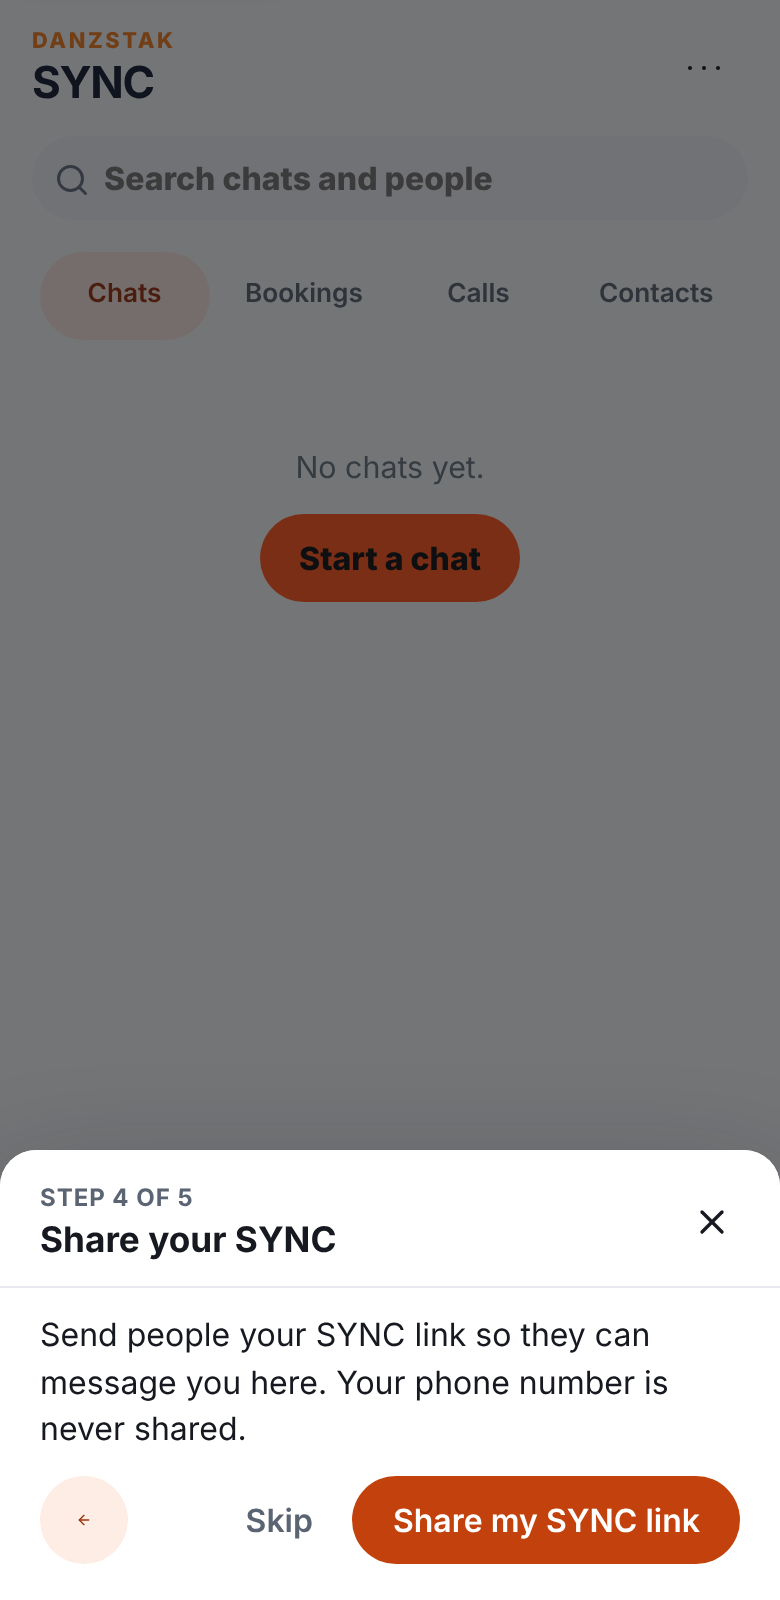 DANZSTAK
SYNC
Search chats and people
Chats
Bookings
Calls
Contacts
No chats yet.
Start a chat
STEP 4 OF 5
Share your SYNC
Send people your SYNC link so they can
message you here. Your phone number is
never shared.
Skip
Share my SYNC link